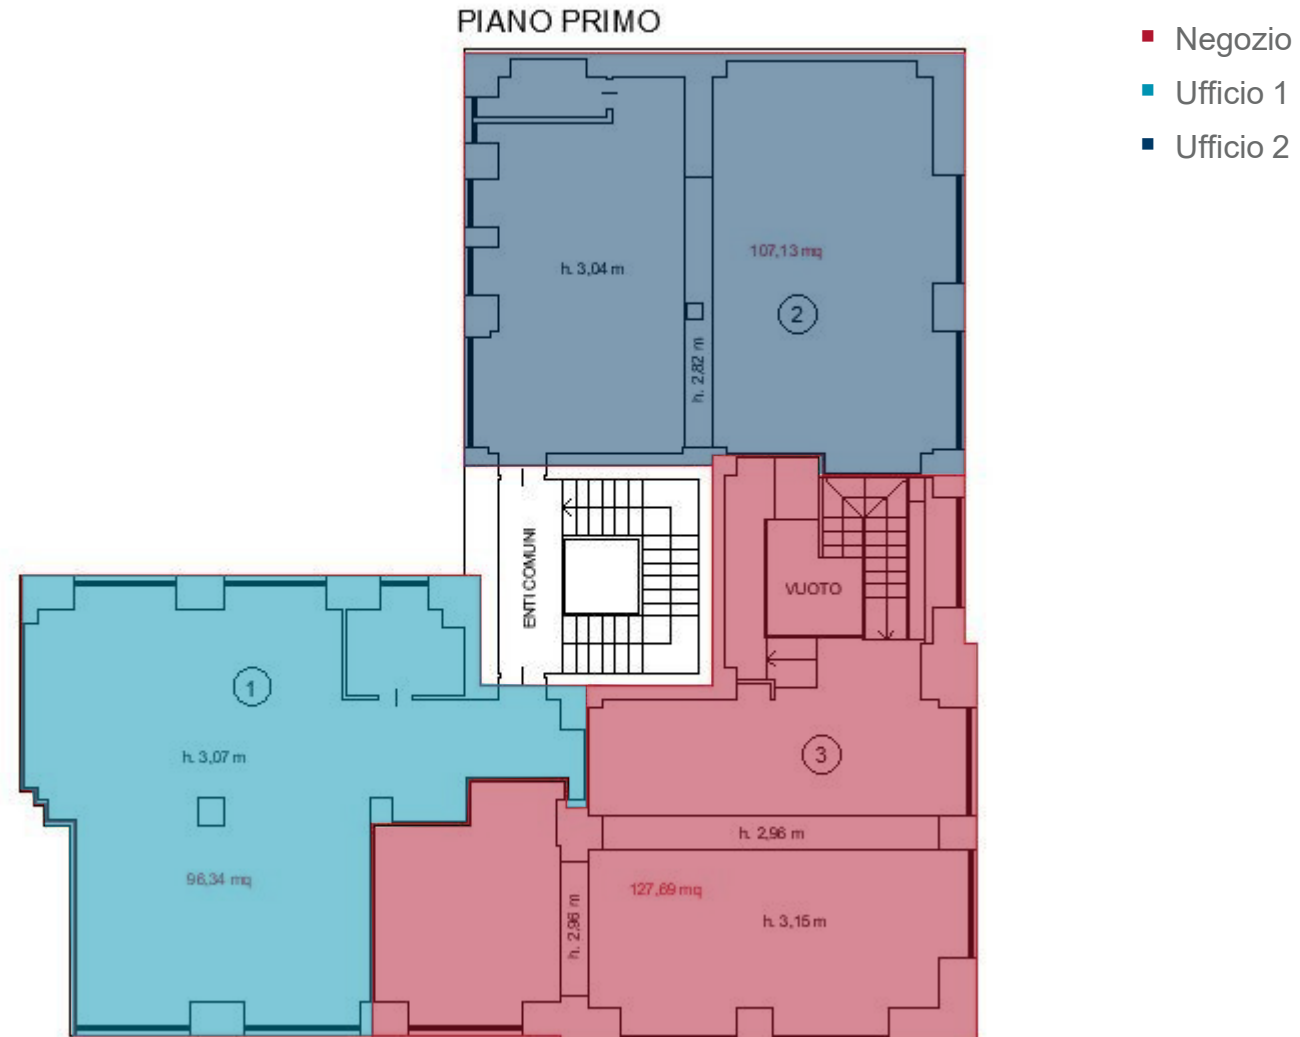 PIANO PRIMO
Negozio
Ufficio 1
Ufficio 2
107,13 mq
h. 3,04 m
2
h. 2,82 m
ENTI COMUNI
VUOTO
1
h. 3,07 m
3
h. 2,96 m
96,34 mq
127,69 mq
h. 2,96 m
h. 3,15 m